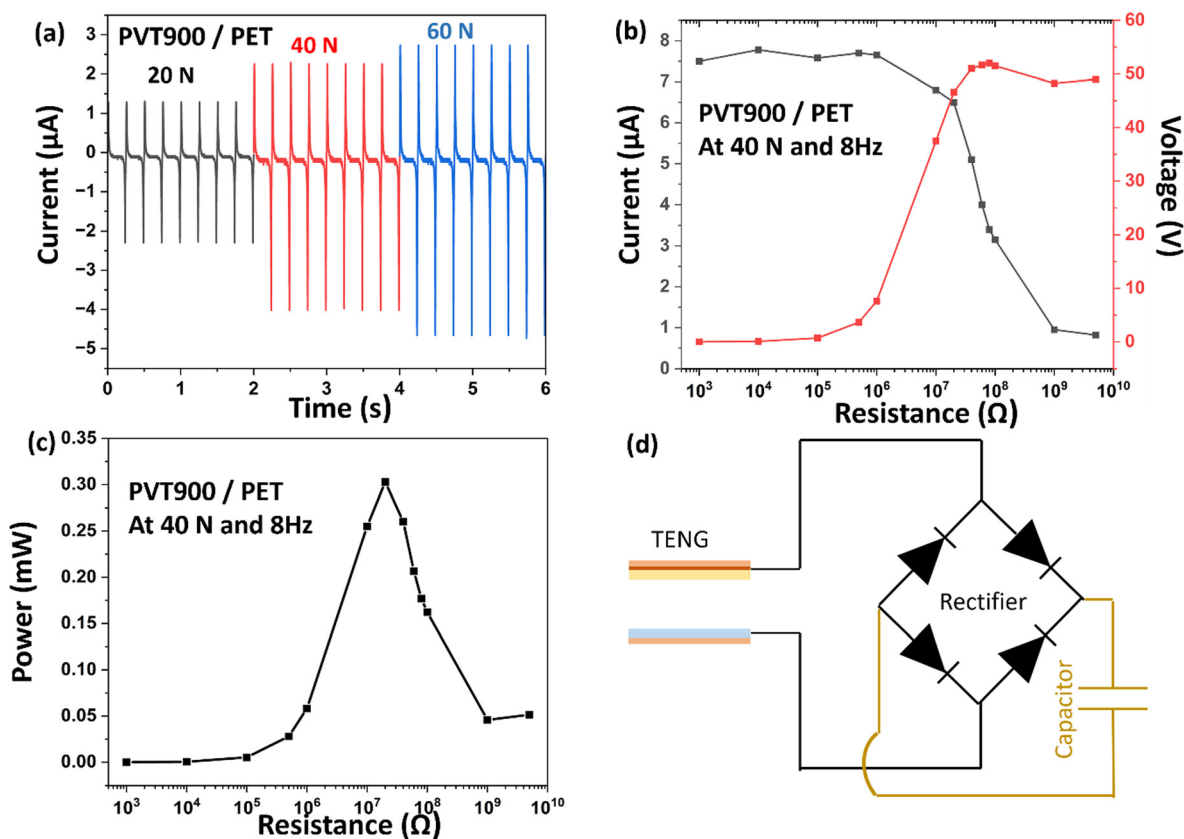 (a)
PVT900 / PET
20 N
40 N
60 N
Current (µA)
3
2
1
0
−1
−2
−3
−4
−5
0 1 2 3 4 5 6
Time (s)
(b)
PVT900 / PET
At 40 N and 8Hz
Current (µA)
8
7
6
5
4
3
2
1
0
Voltage (V)
60
50
40
30
20
10
0
10³ 10⁴ 10⁵ 10⁶ 10⁷ 10⁸ 10⁹ 10¹⁰
Resistance (Ω)
(c)
PVT900 / PET
At 40 N and 8Hz
Power (mW)
0.35
0.30
0.25
0.20
0.15
0.10
0.05
0.00
10³ 10⁴ 10⁵ 10⁶ 10⁷ 10⁸ 10⁹ 10¹⁰
Resistance (Ω)
(d)
TENG
Rectifier
Capacitor